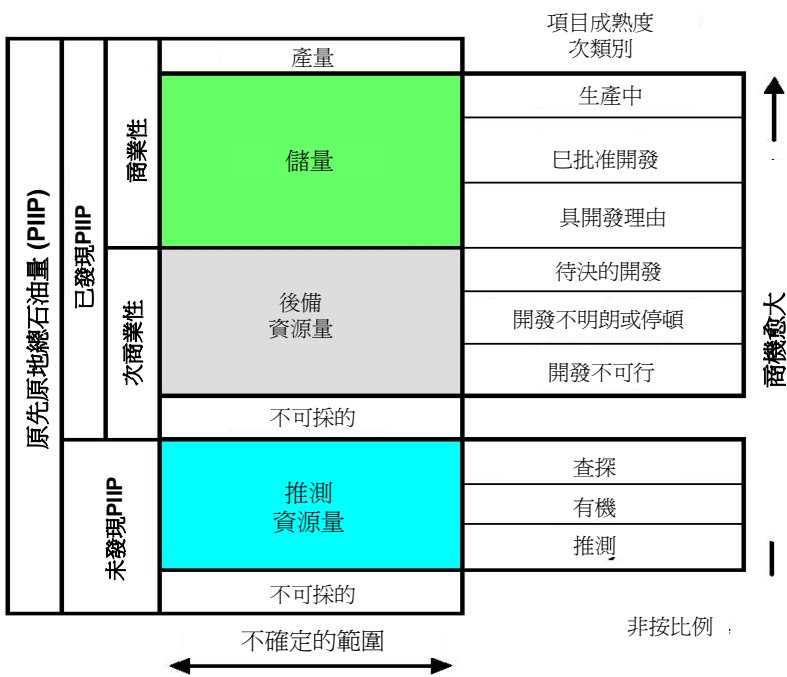 項目成熟度
次類別
產量
生產中
儲量
巳批准開發
具開發理由
商業性
原先原地總石油量 (PIIP)
已發現PIIP
次商業性
後備
資源量
待決的開發
開發不明朗或停頓
開發不可行
商機愈大
不可採的
未發現PIIP
推測
資源量
查探
有機
推測
不可採的
不確定的範圍
非按比例